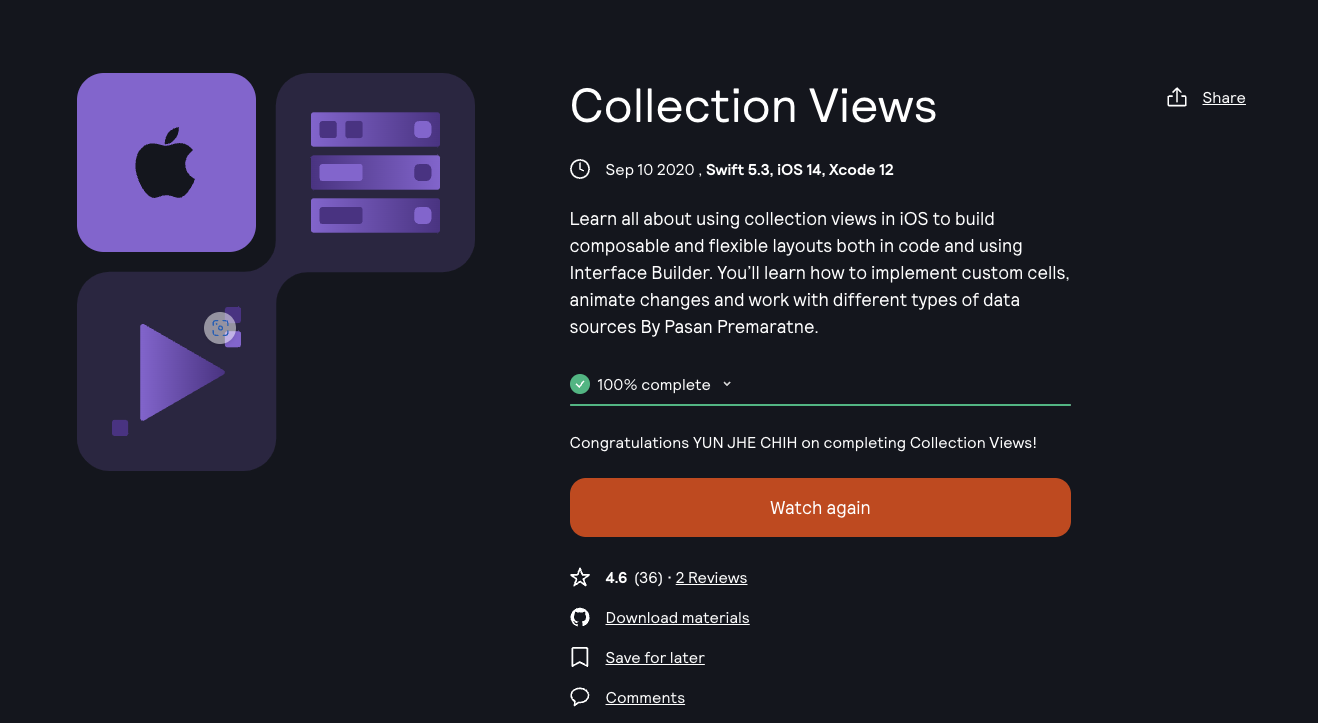 Collection Views
Share
Sep 10 2020 , Swift 5.3, iOS 14, Xcode 12
Learn all about using collection views in iOS to build
composable and flexible layouts both in code and using
Interface Builder. You’ll learn how to implement custom cells,
animate changes and work with different types of data
sources By Pasan Premaratne.
100% complete
Congratulations YUN JHE CHIH on completing Collection Views!
Watch again
4.6 (36) · 2 Reviews
Download materials
Save for later
Comments